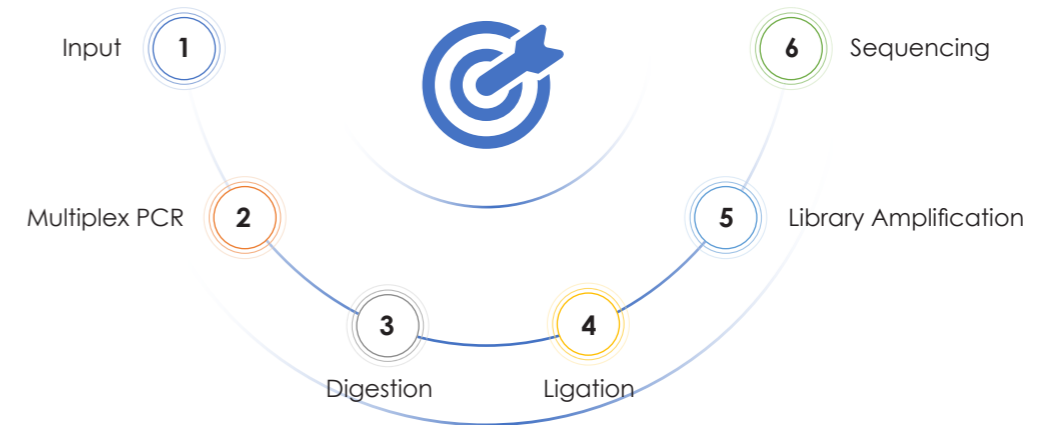 Input 1
Multiplex PCR 2
3
Digestion
4
Ligation
5 Library Amplification
6 Sequencing